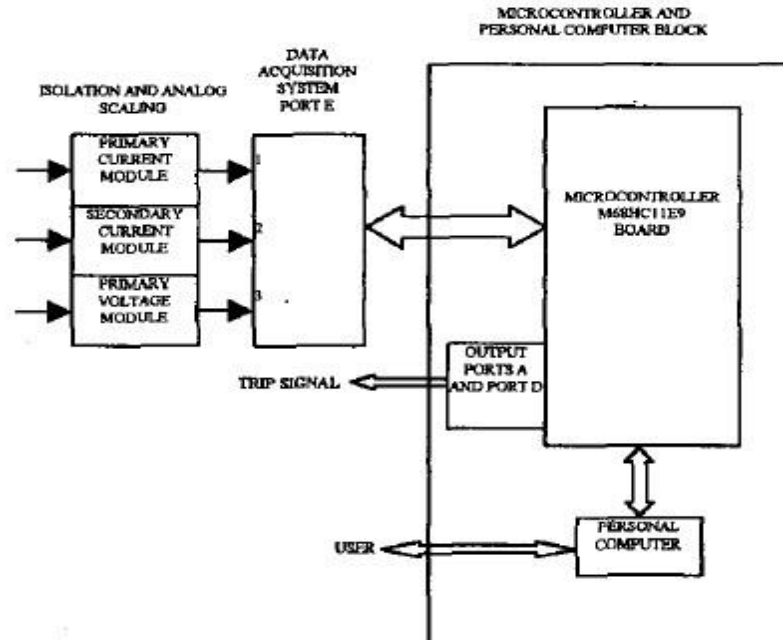 MICROCONTROLLER AND
PERSONAL COMPUTER BLOCK
DATA
ACQUISITION
SYSTEM
PORT E
ISOLATION AND ANALOG
SCALING
PRIMARY
CURRENT
MODULE
1
SECONDARY
CURRENT
MODULE
2
PRIMARY
VOLTAGE
MODULE
3
MICROCONTROLLER
M68HC11E9
BOARD
OUTPUT
PORTS A
AND PORT D
TRIP SIGNAL
PERSONAL
COMPUTER
USER